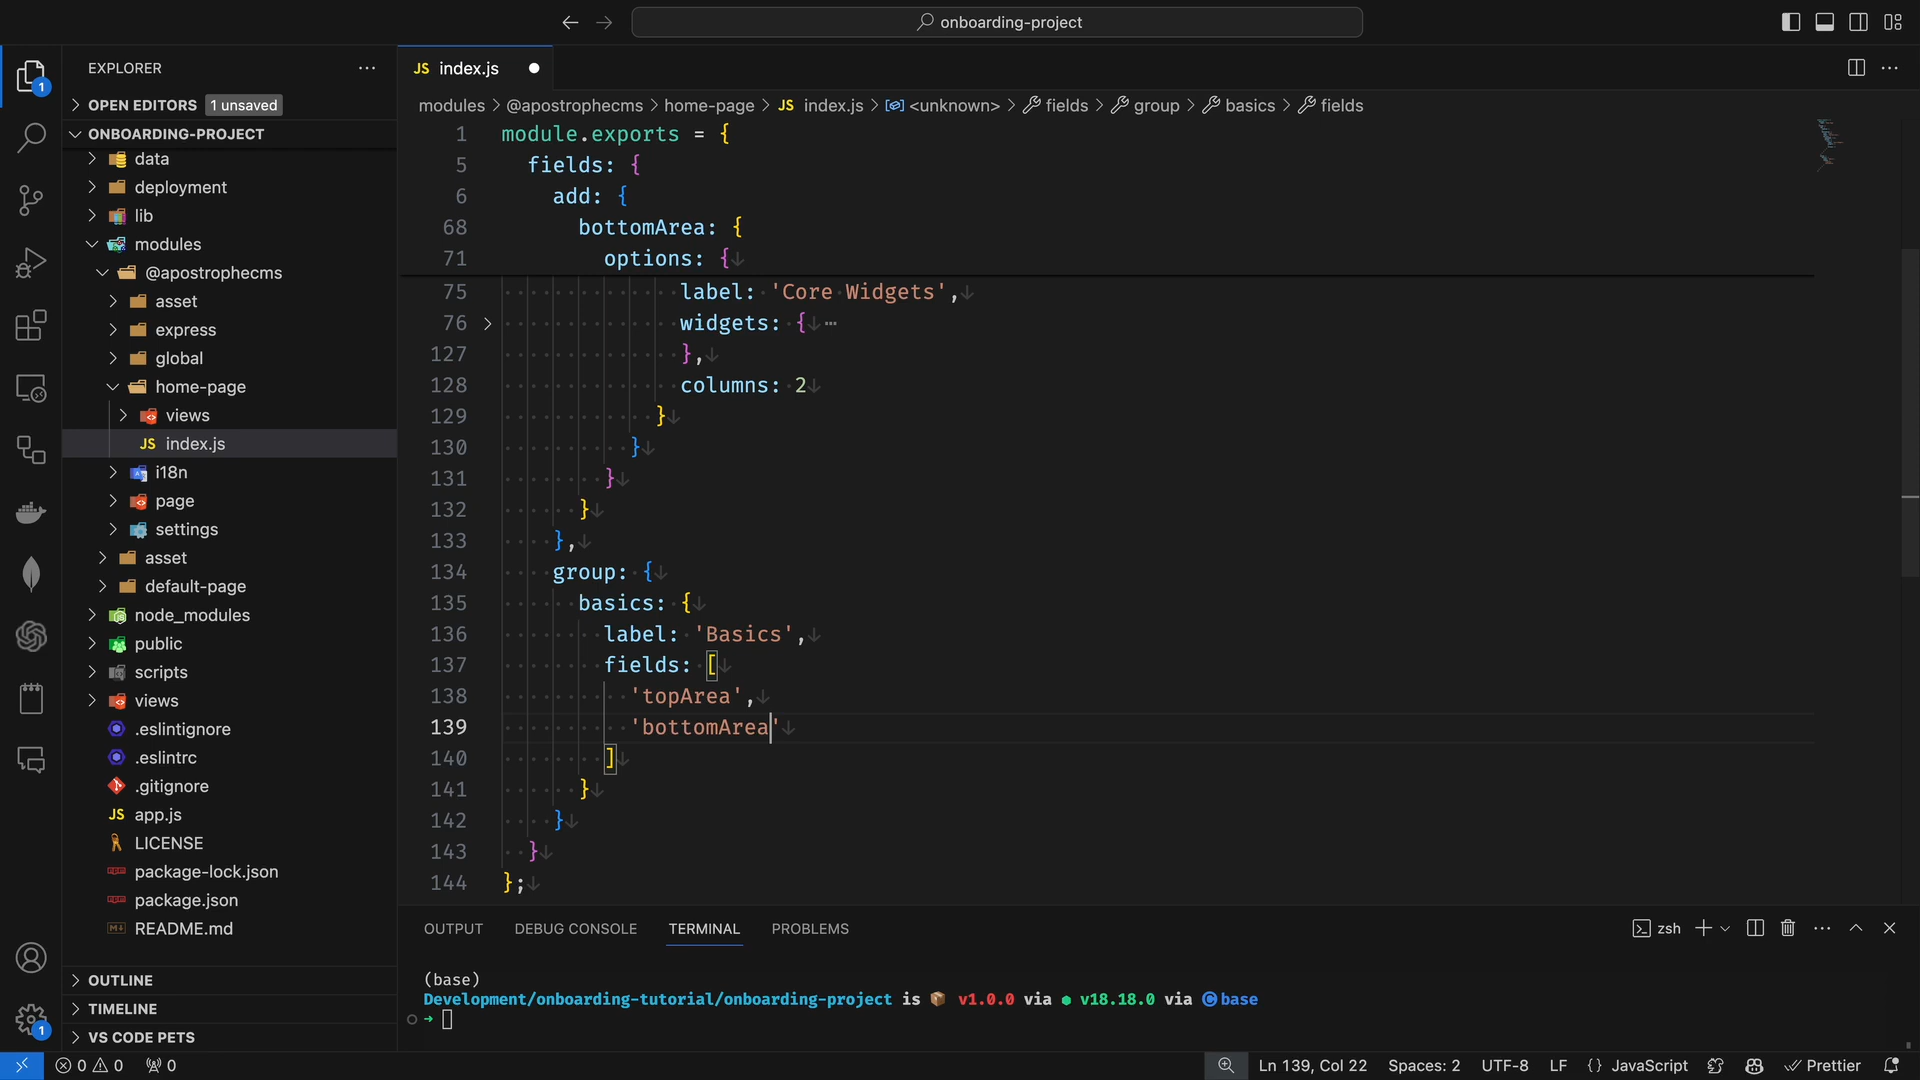 onboarding-project
EXPLORER
OPEN EDITORS 1 unsaved
ONBOARDING-PROJECT
data
deployment
lib
modules
@apostrophecms
asset
express
global
home-page
views
JS index.js
i18n
page
settings
asset
default-page
node_modules
public
scripts
views
.eslintignore
.eslintrc
.gitignore
JS app.js
LICENSE
package-lock.json
package.json
README.md
OUTLINE
TIMELINE
VS CODE PETS
1
1
JS index.js
modules > @apostrophecms > home-page > JS index.js > <unknown> > fields > group > basics > fields
1 module.exports = {
5 fields: {
6 add: {
68 bottomArea: {
71 options: {
75 label: 'Core Widgets',
76 widgets: { ⋯
127 },
128 columns: 2
129 }
130 }
131 }
132 }
133 },
134 group: {
135 basics: {
136 label: 'Basics',
137 fields: [
138 'topArea',
139 'bottomArea'
140 ]
141 }
142 }
143 }
144 };
OUTPUT DEBUG CONSOLE TERMINAL PROBLEMS
zsh
(base)
Development/onboarding-tutorial/onboarding-project is 📦 v1.0.0 via v18.18.0 via C base
➜
0 0 0
Ln 139, Col 22 Spaces: 2 UTF-8 LF {} JavaScript Prettier